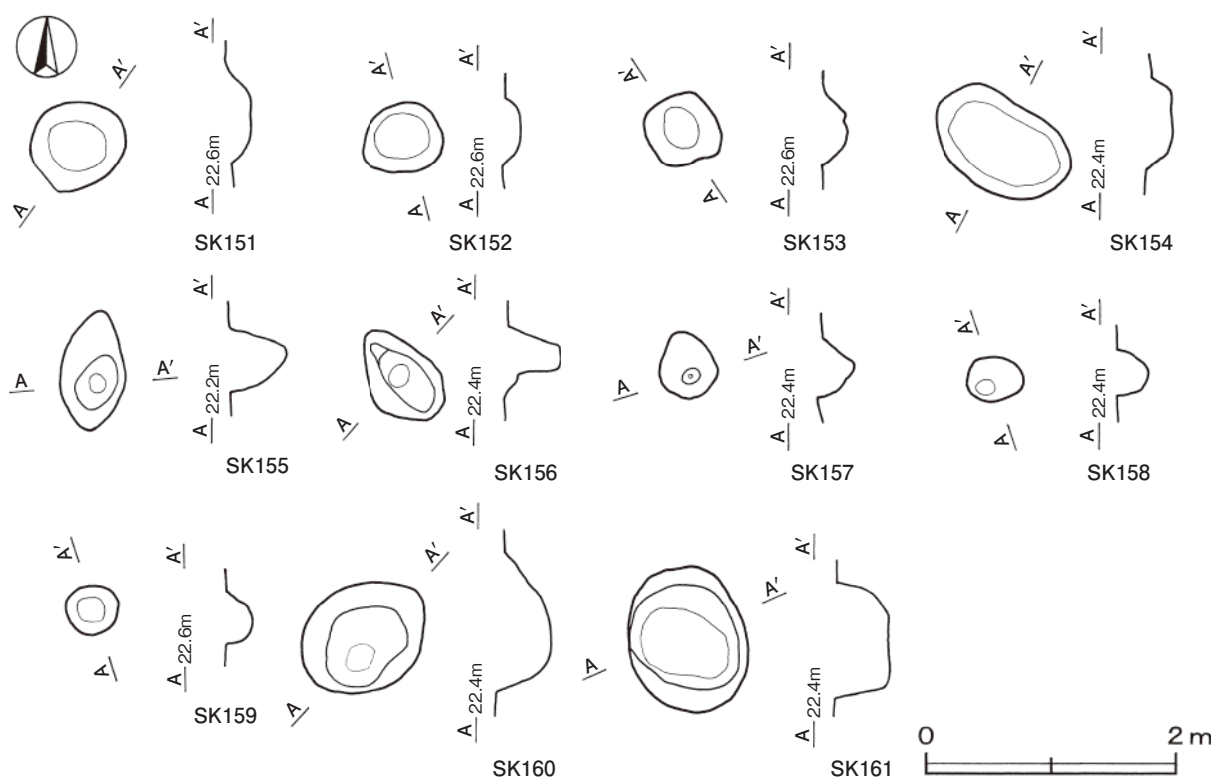 A' A' A' A' A' A' A' A'
A A 22.6m A A 22.6m A A 22.6m A A 22.4m
SK151 SK152 SK153 SK154
A' A' A' A' A' A' A' A'
A A 22.2m A A 22.4m A A 22.4m A A 22.4m
SK155 SK156 SK157 SK158
A' A' A' A' A' A'
A A 22.6m A A 22.4m A A 22.4m
SK159 SK160 SK161
0 2 m